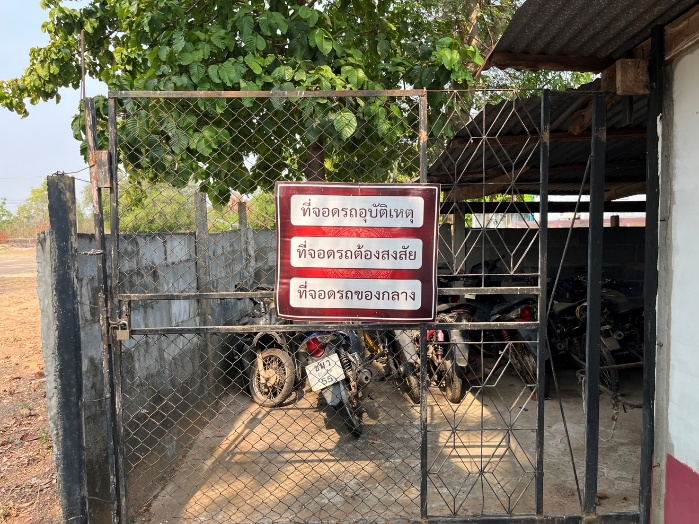 ที่จอดรถอุบัติเหตุ
ที่จอดรถต้องสงสัย
ที่จอดรถของกลาง